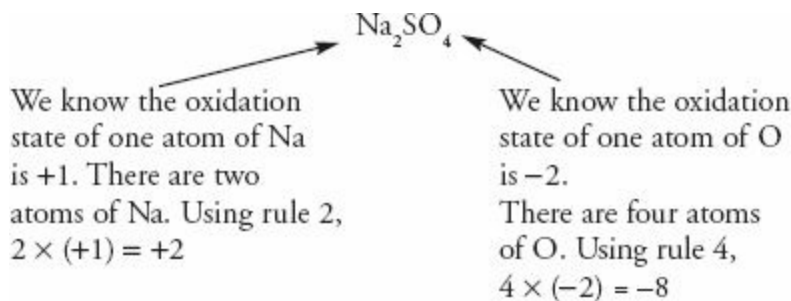 Na₂SO₄
We know the oxidation
state of one atom of Na
is +1. There are two
atoms of Na. Using rule 2,
2 × (+1) = +2
We know the oxidation
state of one atom of O
is −2.
There are four atoms
of O. Using rule 4,
4 × (−2) = −8